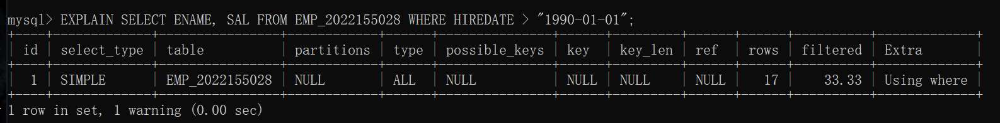 mysql> EXPLAIN SELECT ENAME, SAL FROM EMP_2022155028 WHERE HIREDATE > "1990-01-01";
+----+-------------+----------------+------------+------+---------------+------+---------+------+------+----------+-------------+
| id | select_type | table          | partitions | type | possible_keys | key  | key_len | ref  | rows | filtered | Extra       |
+----+-------------+----------------+------------+------+---------------+------+---------+------+------+----------+-------------+
|  1 | SIMPLE      | EMP_2022155028 | NULL       | ALL  | NULL          | NULL | NULL    | NULL |   17 |    33.33 | Using where |
+----+-------------+----------------+------------+------+---------------+------+---------+------+------+----------+-------------+
1 row in set, 1 warning (0.00 sec)